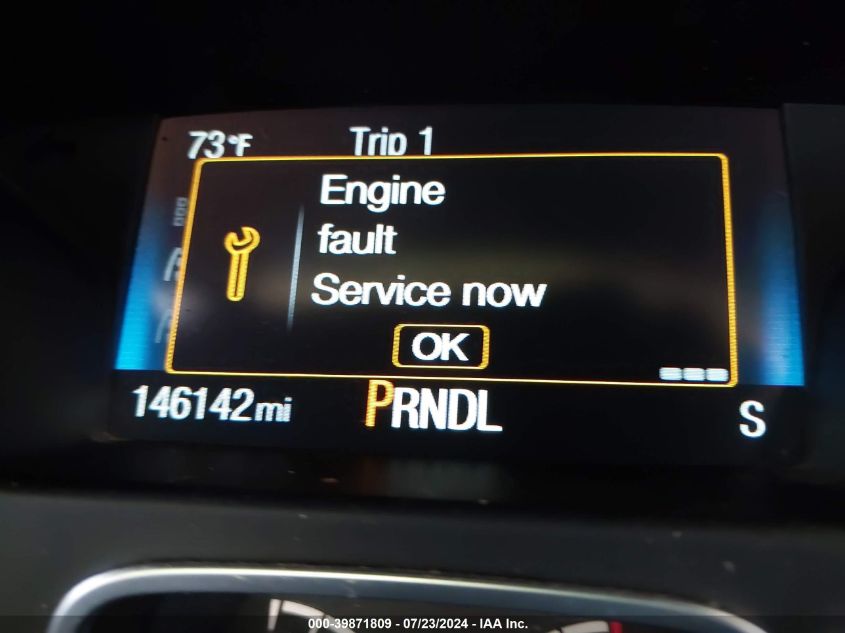 73°F Trip 1
Engine
fault
Service now
OK
146142mi PRNDL S
000-39871809 / 07/23/2024 - IAA Inc.